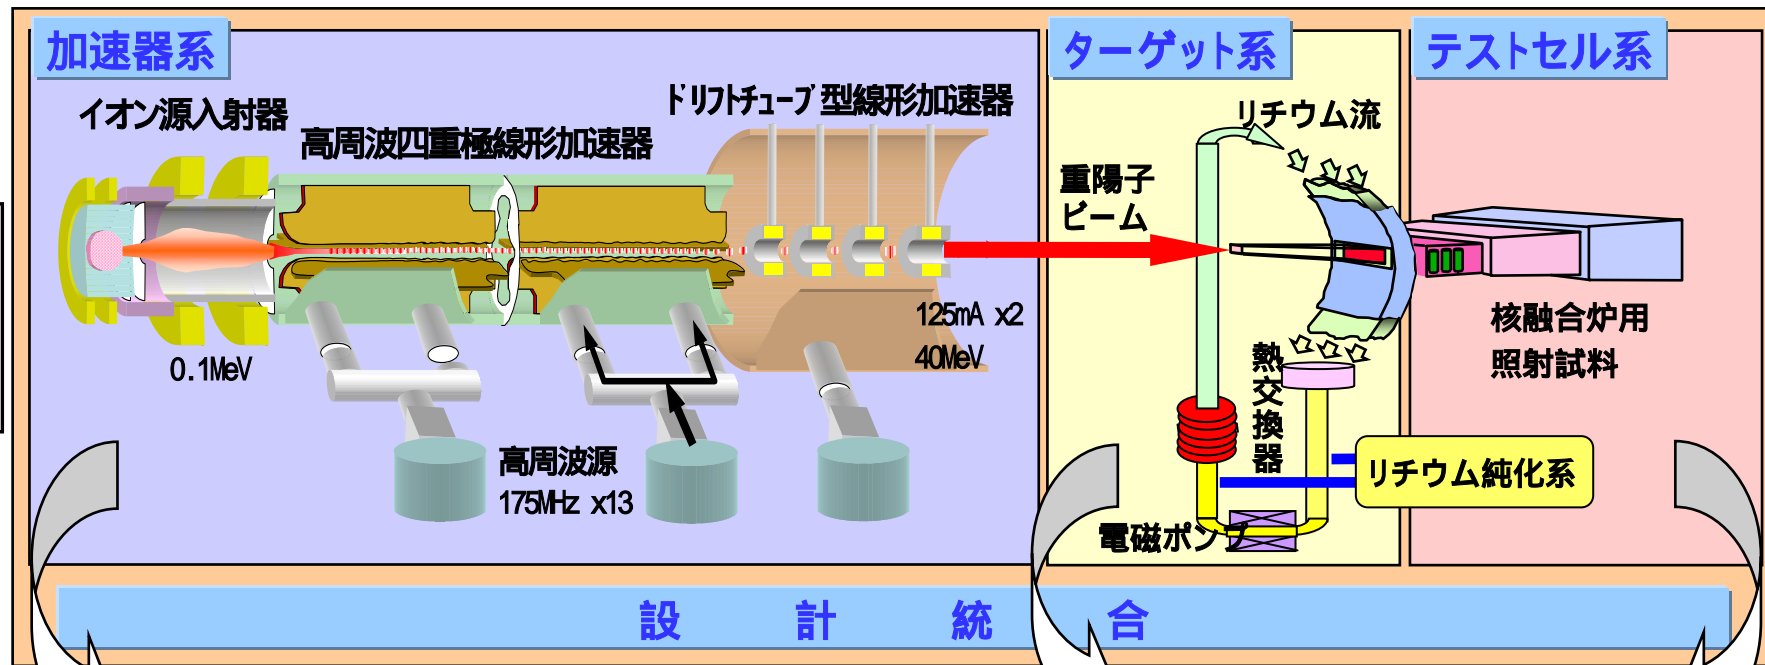 加速器系
ターゲット系
テストセル系
イオン源入射器
高周波四重極線形加速器
ドリフトチューブ型線形加速器
0.1MeV
125mA x2
40MeV
高周波源
175MHz x13
リチウム流
重陽子
ビーム
熱交換器
リチウム純化系
電磁ポンプ
核融合炉用
照射試料
設計統合